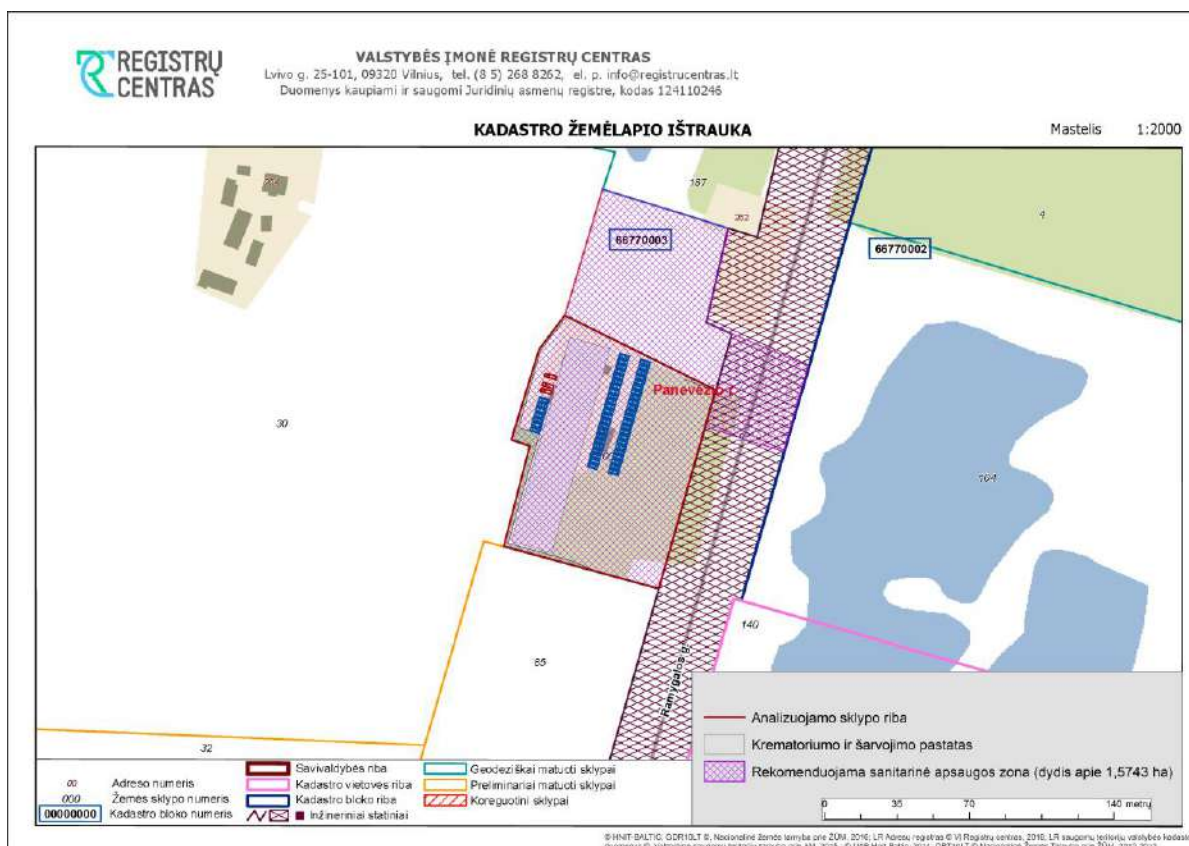 REGISTRŲ CENTRAS
VALSTYBĖS ĮMONĖ REGISTRŲ CENTRAS
Lvivo g. 25-101, 09320 Vilnius, tel. (8 5) 268 8262, el. p. info@registrucentras.lt
Duomenys kaupiami ir saugomi Juridinių asmenų registre, kodas 124110246
KADASTRO ŽEMĖLAPIO IŠTRAUKA
Mastelis 1:2000
187
262
4
66770003
66770002
Panevėžio r.
30
164
140
85
Ramygalos g.
32
Analizuojamo sklypo riba
Krematoriumo ir šarvojimo pastatas
Rekomenduojama sanitarinė apsaugos zona (dydis apie 1,5743 ha)
0 35 70 140 metrų
00 Adreso numeris
000 Žemės sklypo numeris
00000000 Kadastro bloko numeris
Savivaldybės riba
Kadastro vietovės riba
Kadastro bloko riba
Inžineriniai statiniai
Geodeziškai matuoti sklypai
Preliminariai matuoti sklypai
Koreguotini sklypai